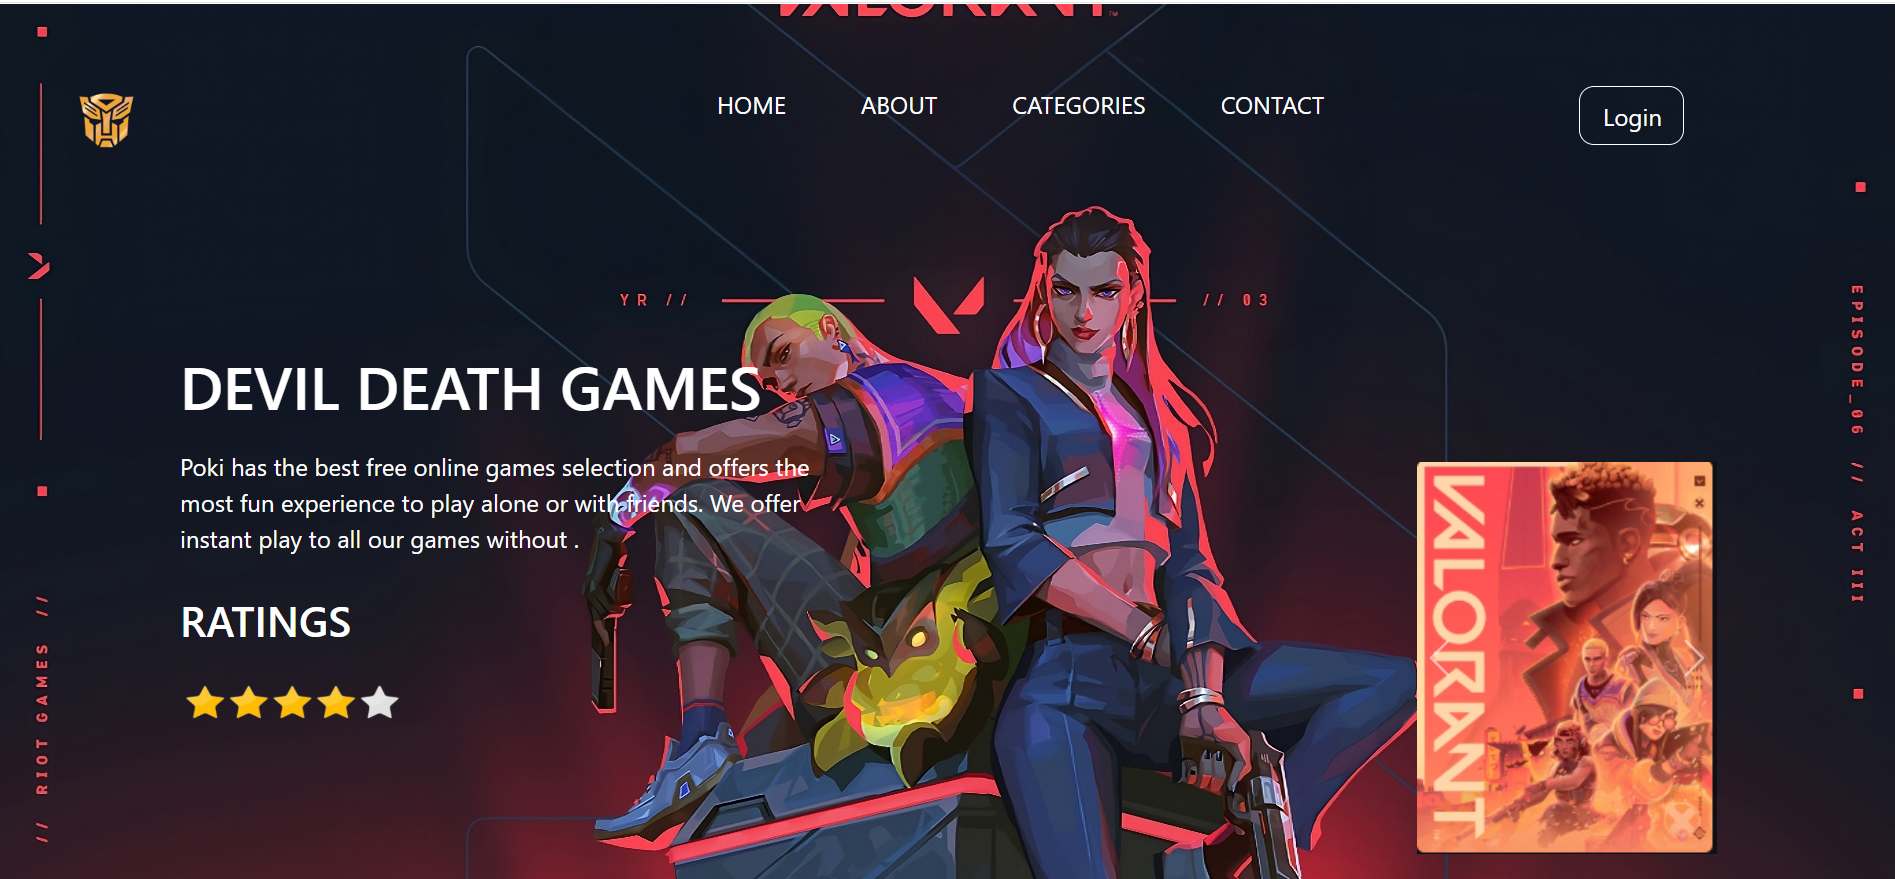 VALORANT
HOME ABOUT CATEGORIES CONTACT
Login
YR // // 03
DEVIL DEATH GAMES
Poki has the best free online games selection and offers the
most fun experience to play alone or with friends. We offer
instant play to all our games without .
RATINGS
// RIOT GAMES //
EPISODE_06 // ACT III
VALORANT